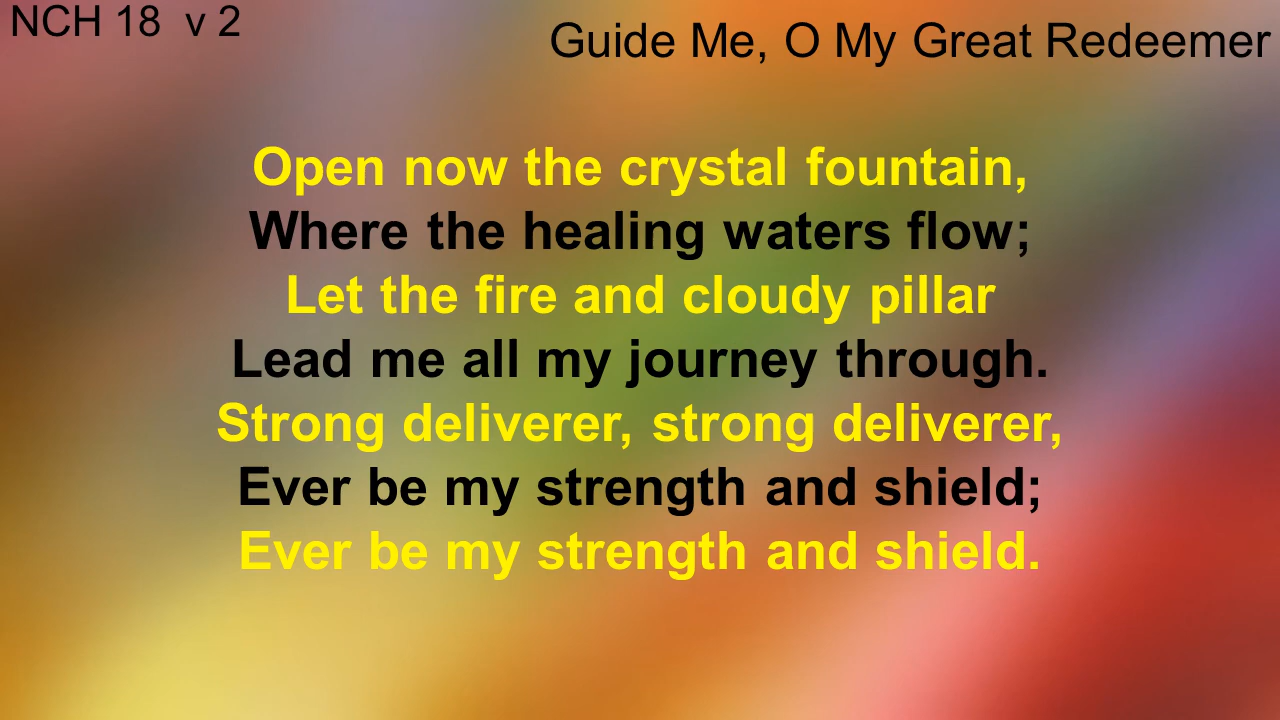 NCH 18  v 2
Guide Me, O My Great Redeemer
Open now the crystal fountain,
Where the healing waters flow;
Let the fire and cloudy pillar
Lead me all my journey through.
Strong deliverer, strong deliverer,
Ever be my strength and shield;
Ever be my strength and shield.